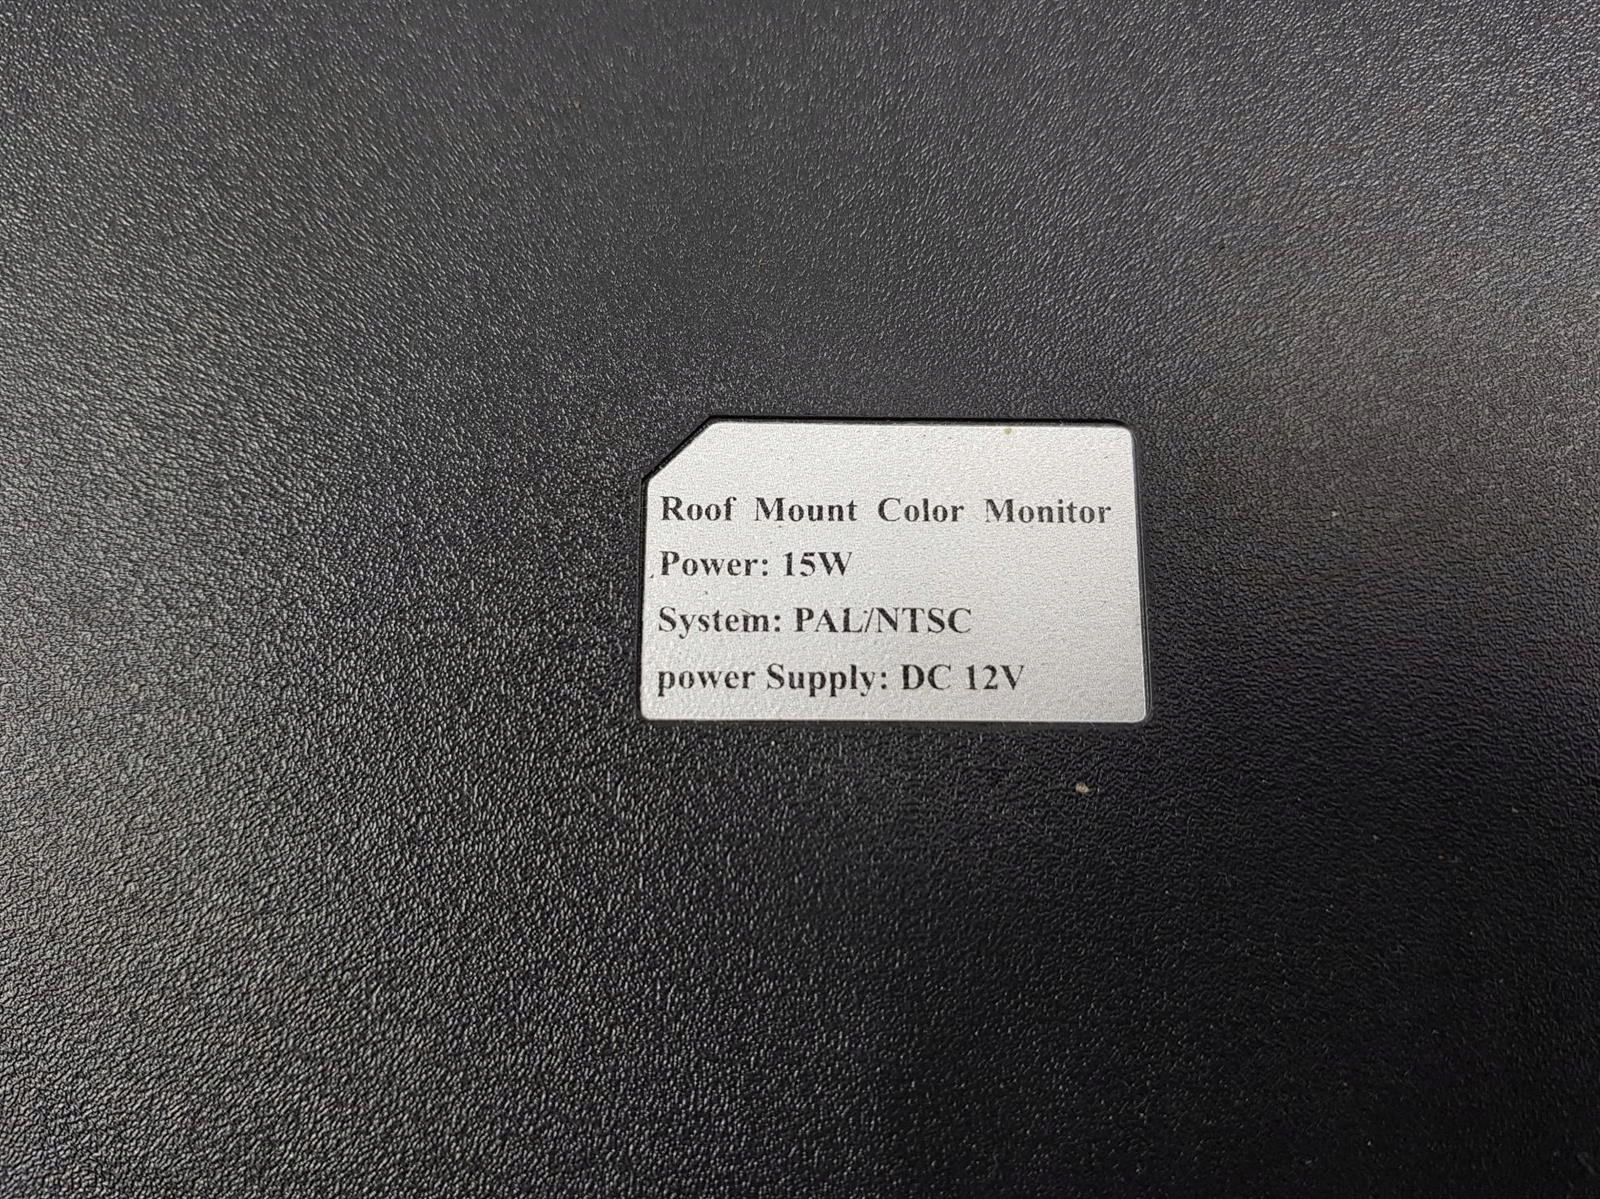 Roof Mount Color Monitor
Power: 15W
System: PAL/NTSC
power Supply: DC 12V